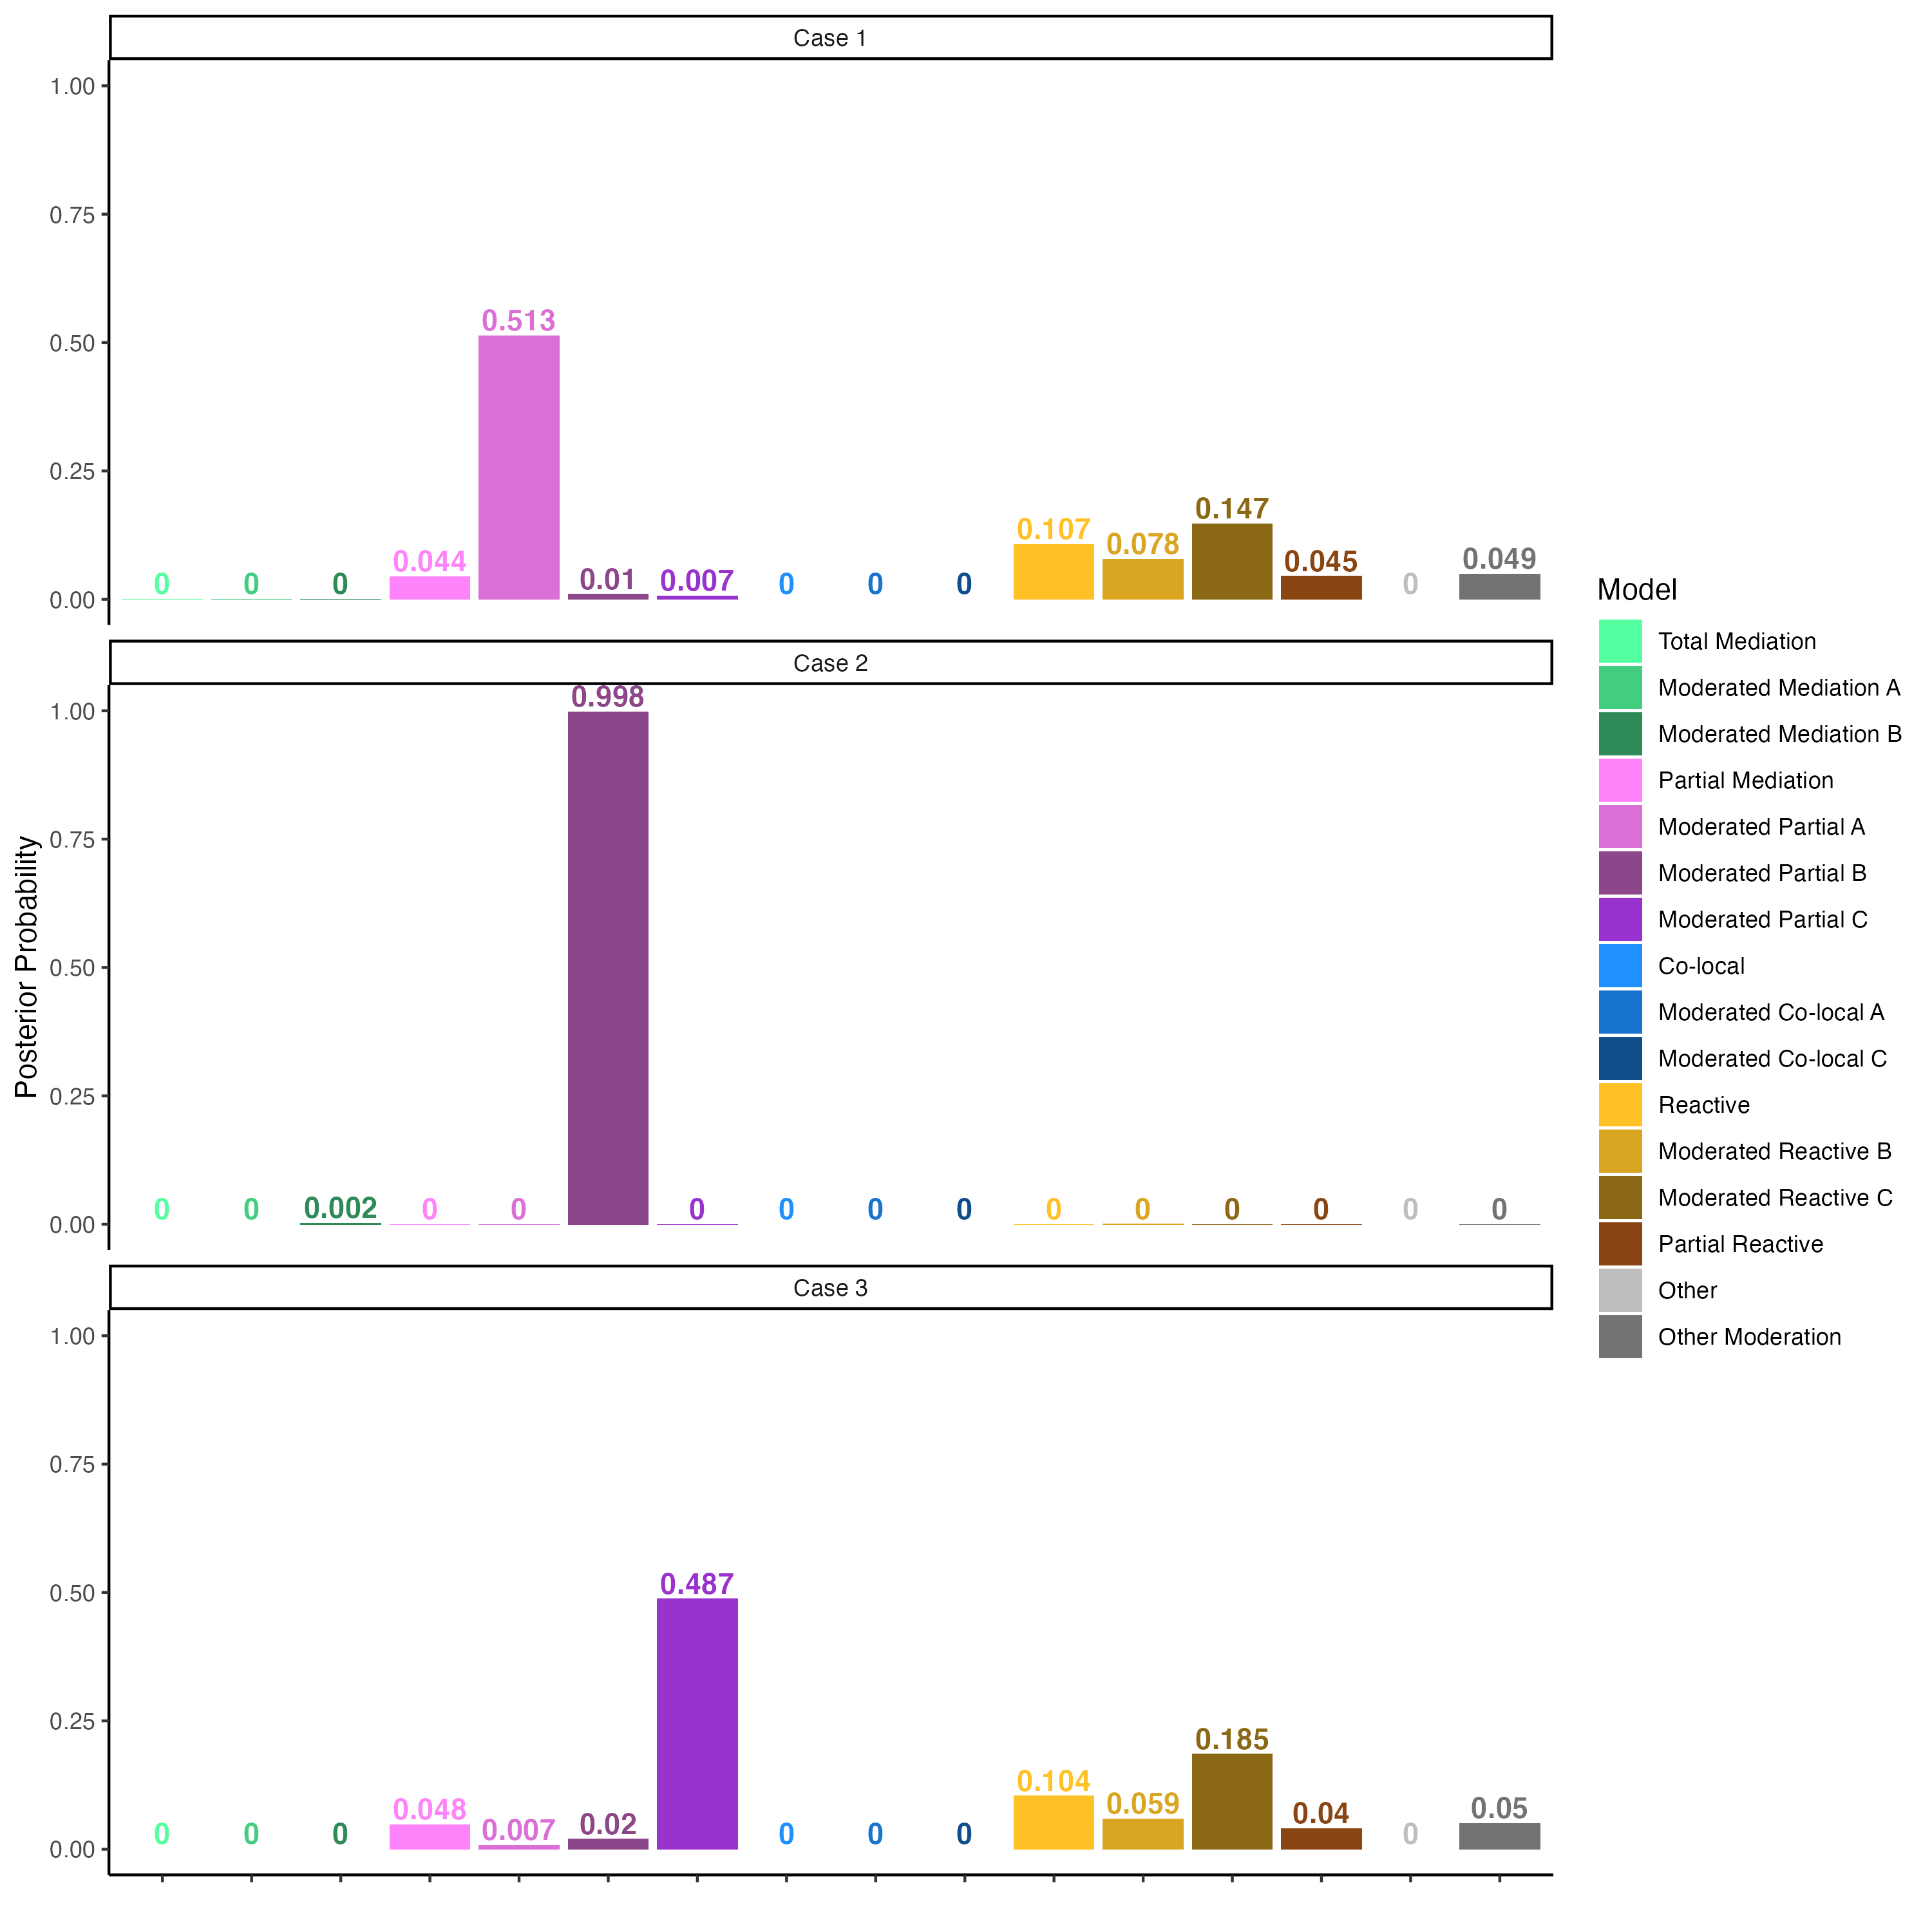 Case 1
1.00
0.75
0.50
0.25
0.00
0 0 0 0.044 0.513 0.01 0.007 0 0 0 0.107 0.078 0.147 0.045 0 0.049
Case 2
1.00
0.75
0.50
0.25
0.00
0 0 0.002 0 0 0.998 0 0 0 0 0 0 0 0 0 0
Case 3
1.00
0.75
0.50
0.25
0.00
0 0 0 0.048 0.007 0.02 0.487 0 0 0 0.104 0.059 0.185 0.04 0 0.05
Posterior Probability
Model
Total Mediation
Moderated Mediation A
Moderated Mediation B
Partial Mediation
Moderated Partial A
Moderated Partial B
Moderated Partial C
Co-local
Moderated Co-local A
Moderated Co-local C
Reactive
Moderated Reactive B
Moderated Reactive C
Partial Reactive
Other
Other Moderation